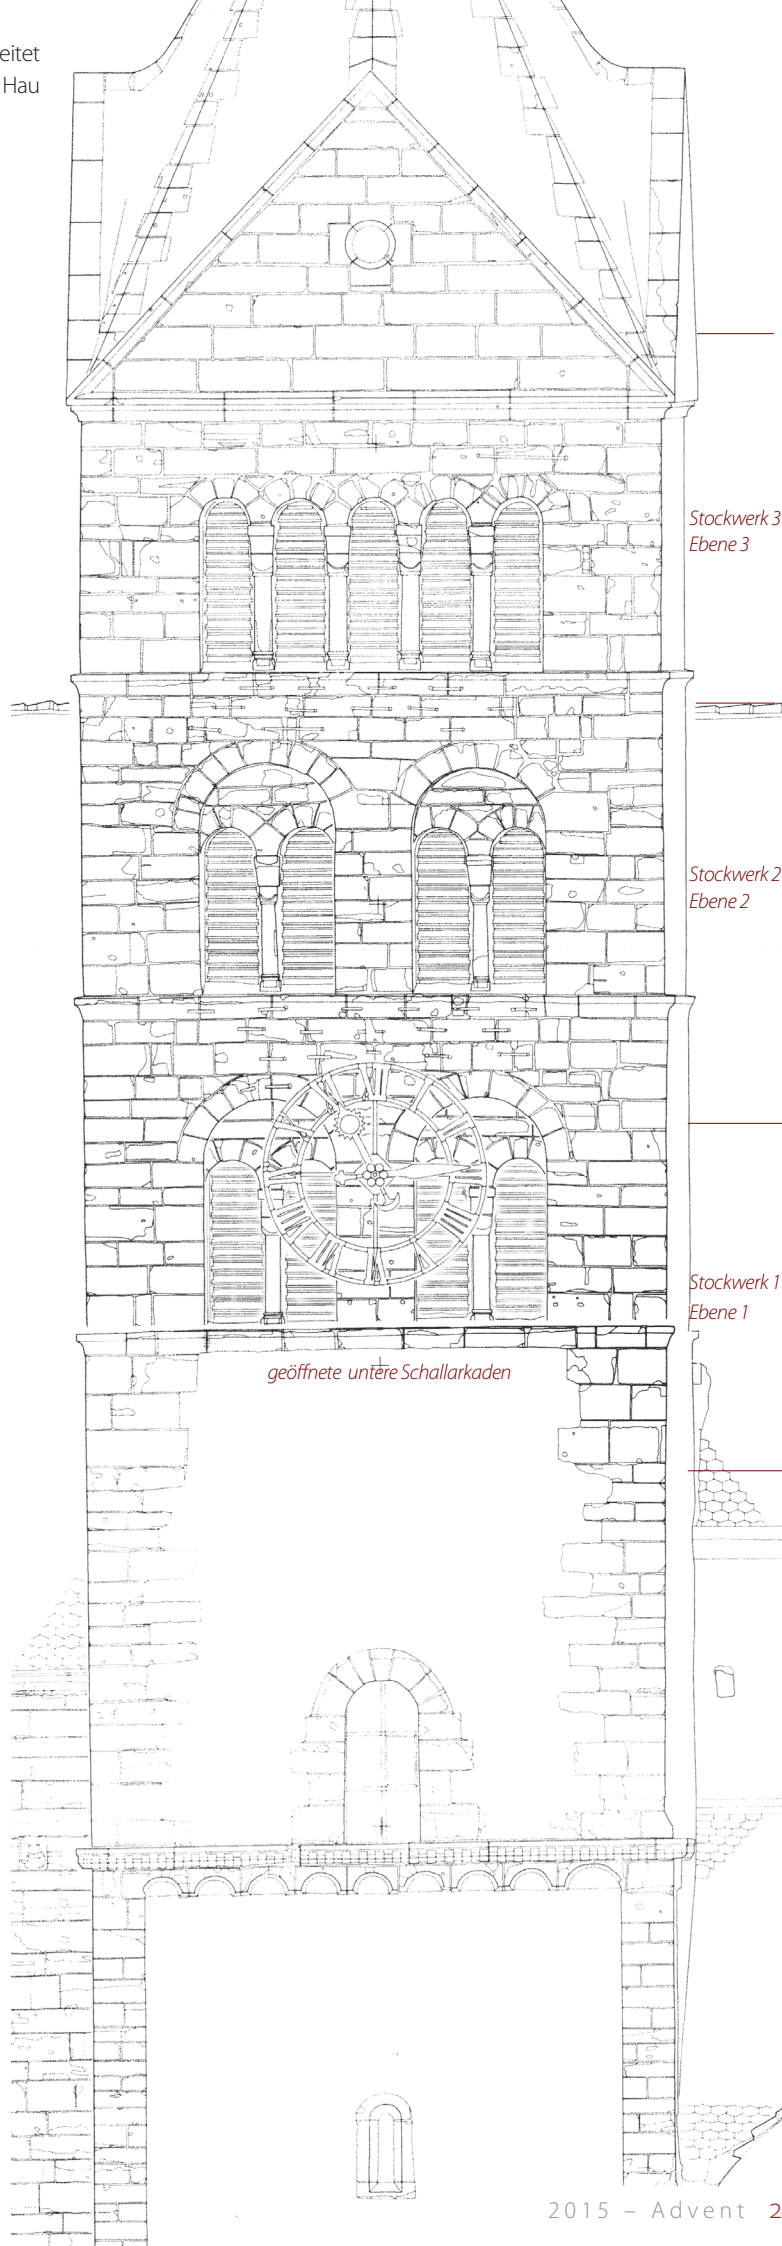 eitet
Hau
Stockwerk 3
Ebene 3
Stockwerk 2
Ebene 2
Stockwerk 1
Ebene 1
geöffnete untere Schallarkaden
2015 – Advent 2